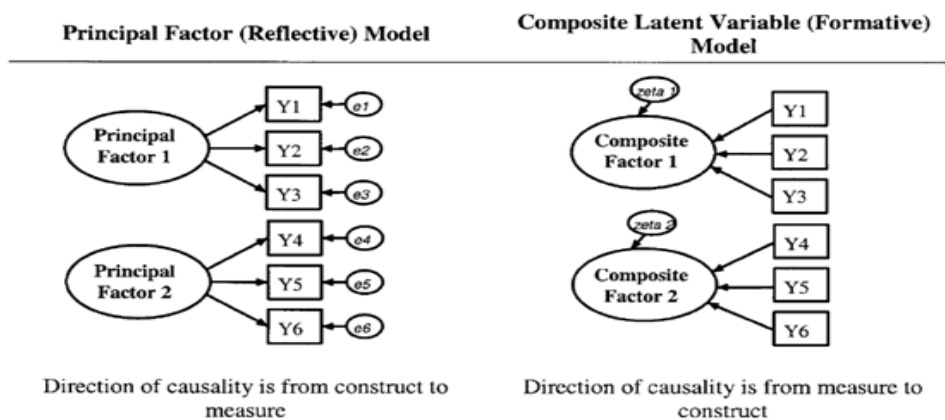 Principal Factor (Reflective) Model
Composite Latent Variable (Formative)
Model
Principal
Factor 1
Y1
e1
Y2
e2
Y3
e3
Principal
Factor 2
Y4
e4
Y5
e5
Y6
e6
Direction of causality is from construct to
measure
zeta 1
Composite
Factor 1
Y1
Y2
Y3
zeta 2
Composite
Factor 2
Y4
Y5
Y6
Direction of causality is from measure to
construct